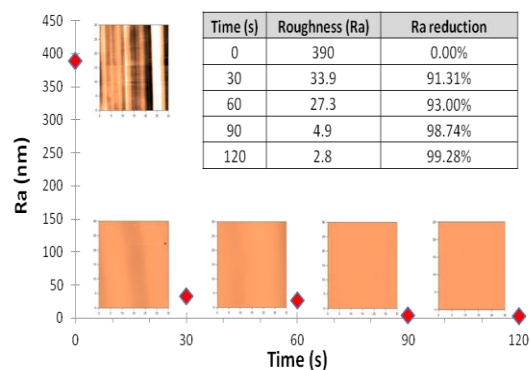 450
400
350
300
250
200
150
100
50
0
Ra (nm)
Time (s) Roughness (Ra) Ra reduction
0 390 0.00%
30 33.9 91.31%
60 27.3 93.00%
90 4.9 98.74%
120 2.8 99.28%
0 30 60 90 120
Time (s)